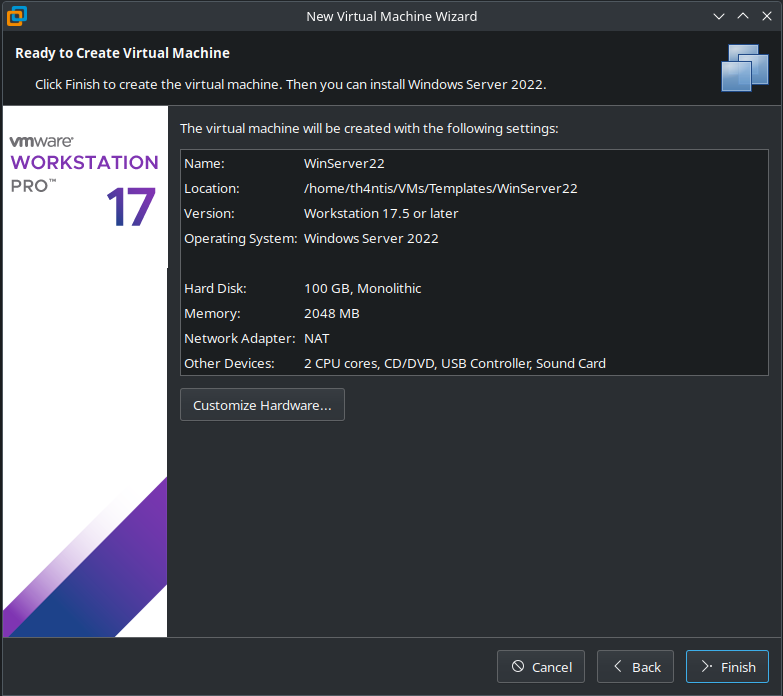 New Virtual Machine Wizard
Ready to Create Virtual Machine
Click Finish to create the virtual machine. Then you can install Windows Server 2022.
vmware®
WORKSTATION
PRO™
17
The virtual machine will be created with the following settings:
Name: WinServer22
Location: /home/th4ntis/VMs/Templates/WinServer22
Version: Workstation 17.5 or later
Operating System: Windows Server 2022
Hard Disk: 100 GB, Monolithic
Memory: 2048 MB
Network Adapter: NAT
Other Devices: 2 CPU cores, CD/DVD, USB Controller, Sound Card
Customize Hardware...
Cancel Back Finish